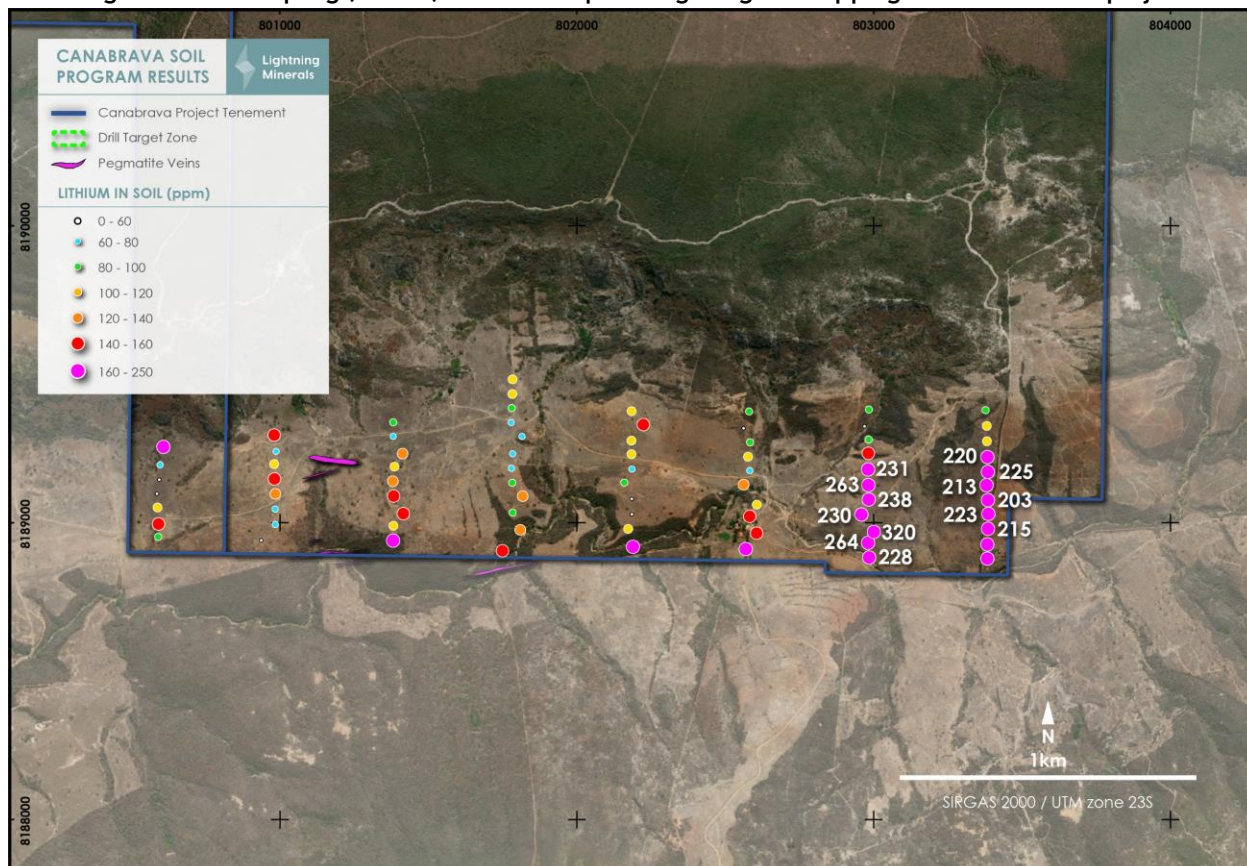 801000
802000
803000
804000
CANABRAVA SOIL
PROGRAM RESULTS
Lightning
Minerals
Canabrava Project Tenement
Drill Target Zone
Pegmatite Veins
LITHIUM IN SOIL (ppm)
0 - 60
60 - 80
80 - 100
100 - 120
120 - 140
140 - 160
160 - 250
8190000
8189000
8188000
231
263
238
230
320
264
228
220
225
213
203
223
215
N
1km
SIRGAS 2000 / UTM zone 23S